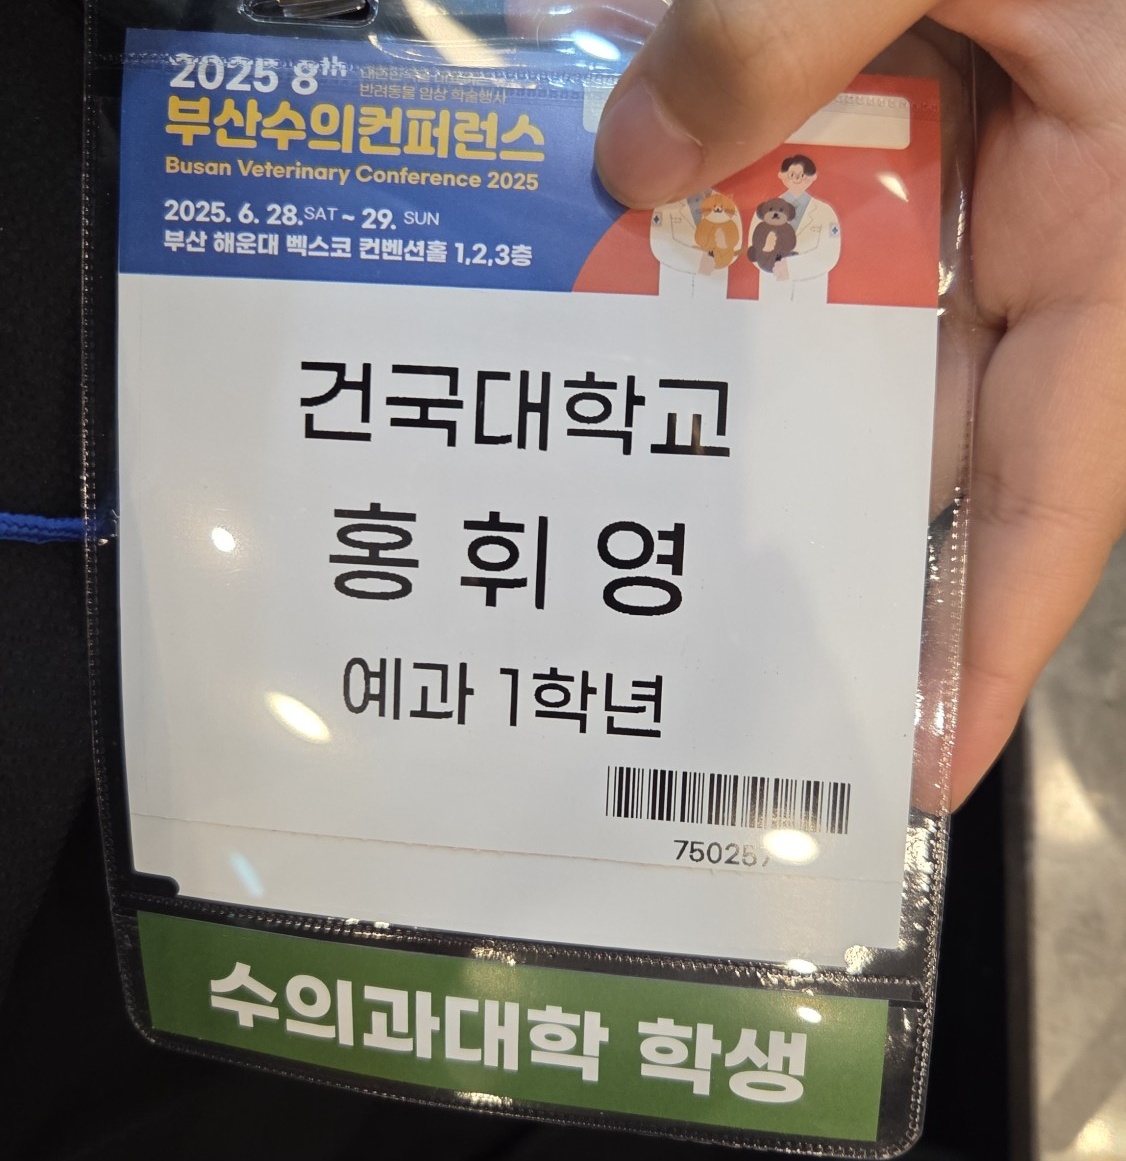 2025 8th
반려동물 임상 학술행사
부산수의컨퍼런스
Busan Veterinary Conference 2025
2025. 6. 28. SAT ~ 29. SUN
부산 해운대 벡스코 컨벤션홀 1,2,3층
건국대학교
홍 휘 영
예과 1학년
수의과대학 학생